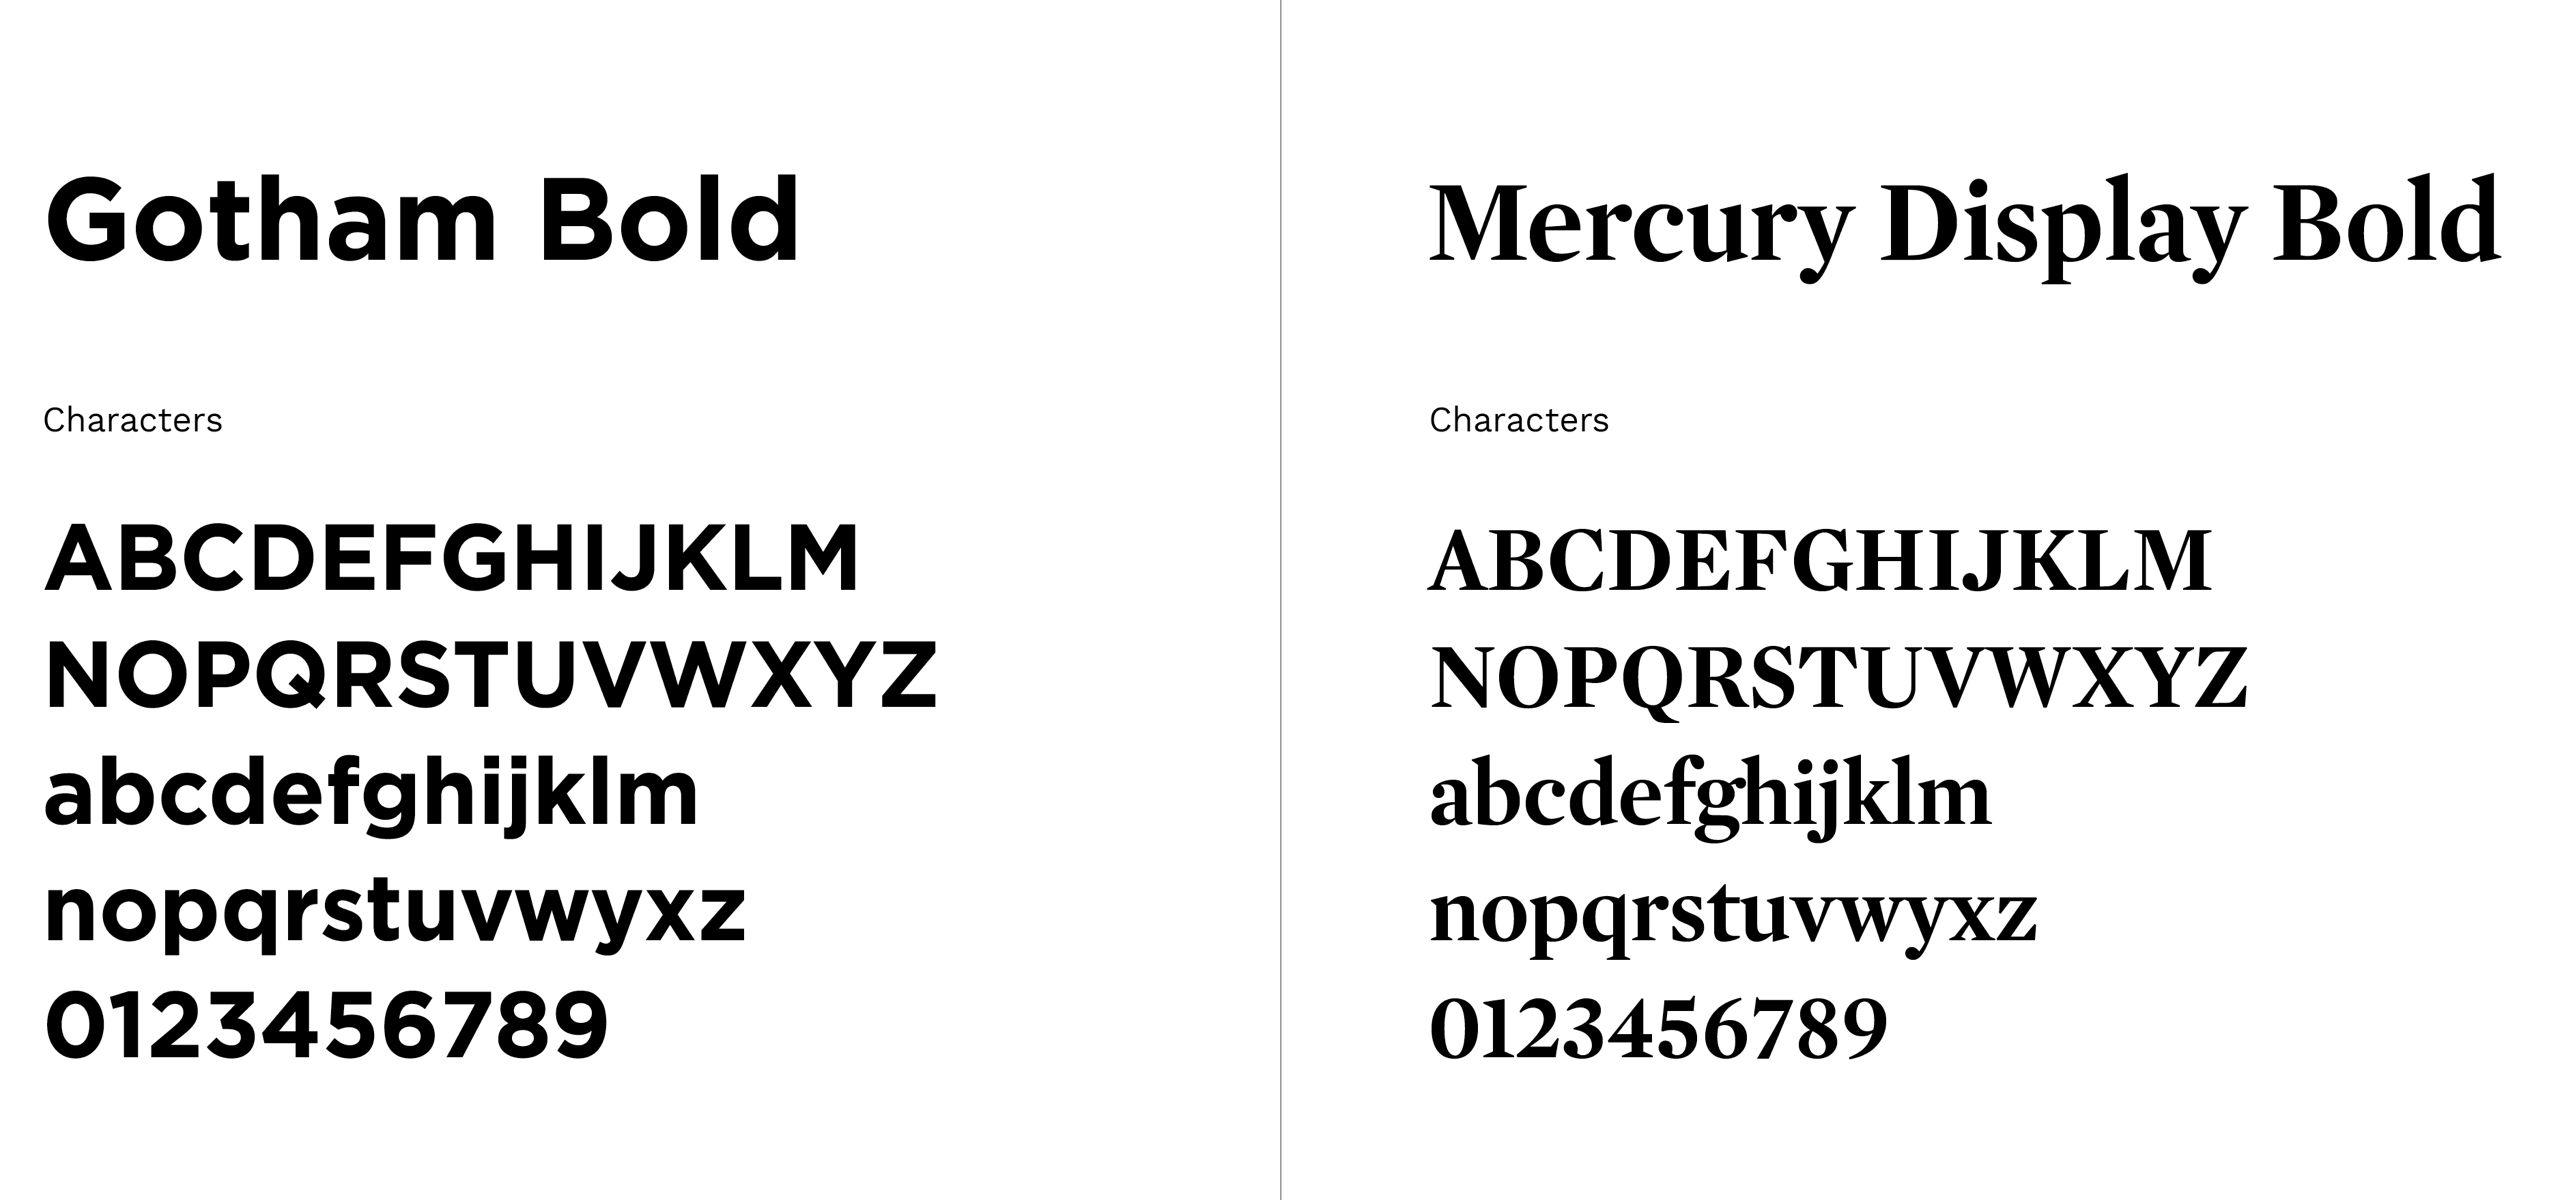 Gotham Bold
Characters
ABCDEFGHIJKLM
NOPQRSTUVWXYZ
abcdefghijklm
nopqrstuvwyxz
0123456789
Mercury Display Bold
Characters
ABCDEFGHIJKLM
NOPQRSTUVWXYZ
abcdefghijklm
nopqrstuvwyxz
0123456789